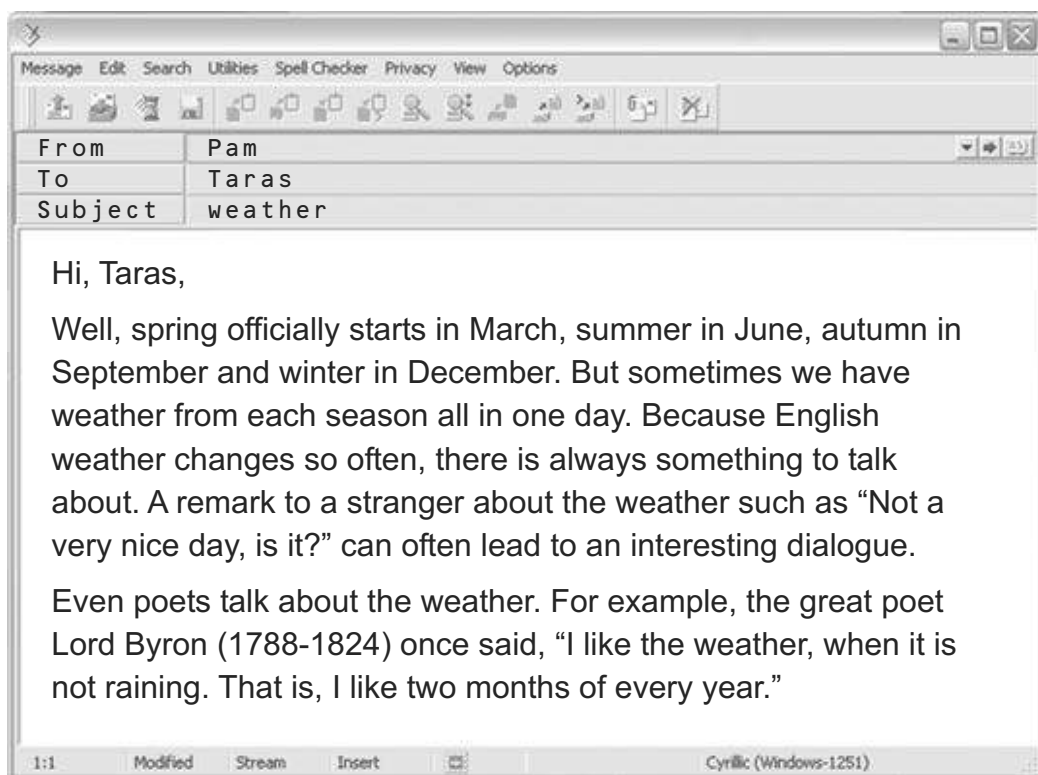 Message Edit Search Utilities Spell Checker Privacy View Options
From Pam
To Taras
Subject weather
Hi, Taras,
Well, spring officially starts in March, summer in June, autumn in
September and winter in December. But sometimes we have
weather from each season all in one day. Because English
weather changes so often, there is always something to talk
about. A remark to a stranger about the weather such as “Not a
very nice day, is it?” can often lead to an interesting dialogue.
Even poets talk about the weather. For example, the great poet
Lord Byron (1788-1824) once said, “I like the weather, when it is
not raining. That is, I like two months of every year.”
1:1 Modified Stream Insert Cyrillic (Windows-1251)